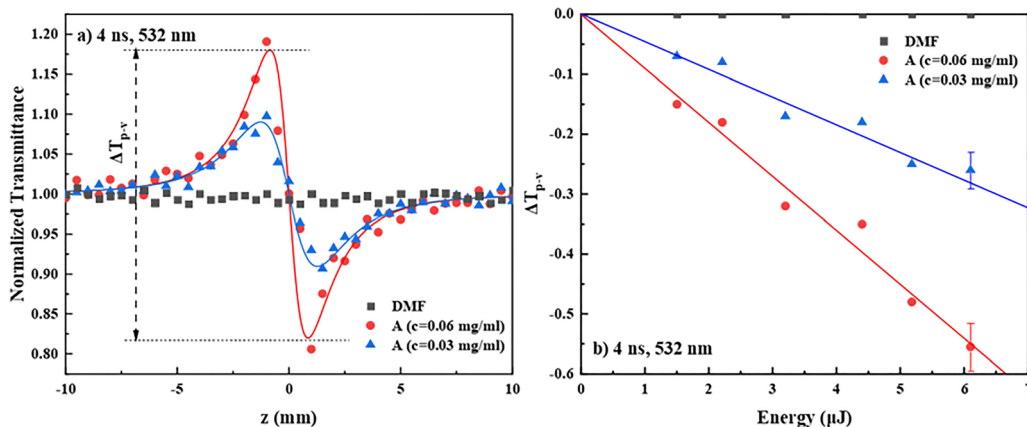 a) 4 ns, 532 nm
1.20
1.15
1.10
1.05
1.00
0.95
0.90
0.85
0.80
Normalized Transmittance
ΔTp-v
DMF
A (c=0.06 mg/ml)
A (c=0.03 mg/ml)
-10
-5
0
5
10
z (mm)
0.0
-0.1
-0.2
-0.3
-0.4
-0.5
-0.6
ΔTp-v
DMF
A (c=0.06 mg/ml)
A (c=0.03 mg/ml)
b) 4 ns, 532 nm
0
1
2
3
4
5
6
7
Energy (μJ)